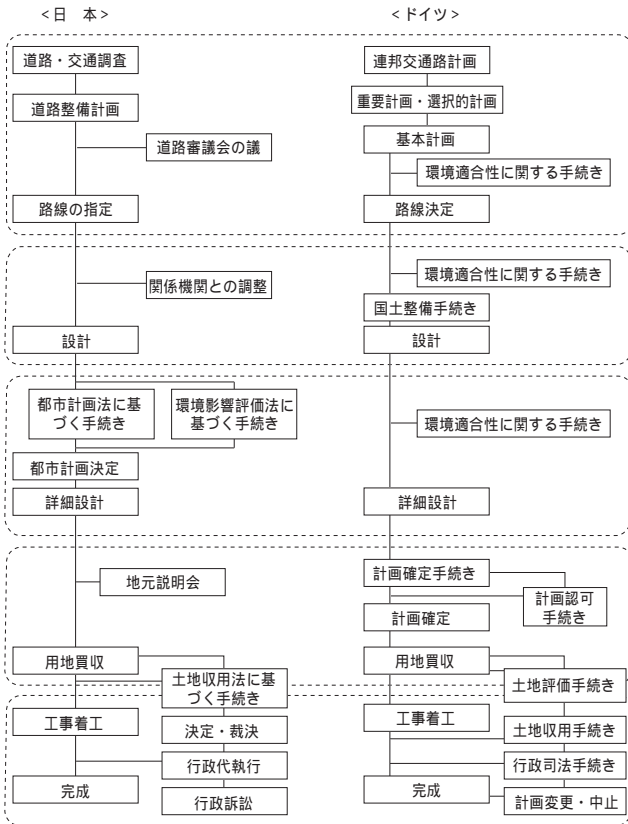 <日　本>
<ドイツ>
道路・交通調査
道路整備計画
道路審議会の議
路線の指定
関係機関との調整
設計
都市計画法に基
づく手続き
環境影響評価法に
基づく手続き
都市計画決定
詳細設計
地元説明会
用地買収
土地収用法に基
づく手続き
工事着工
決定・裁決
行政代執行
完成
行政訴訟
連邦交通路計画
重要計画・選択的計画
基本計画
環境適合性に関する手続き
路線決定
環境適合性に関する手続き
国土整備手続き
設計
環境適合性に関する手続き
詳細設計
計画確定手続き
計画認可
手続き
計画確定
用地買収
土地評価手続き
工事着工
土地収用手続き
行政司法手続き
完成
計画変更・中止